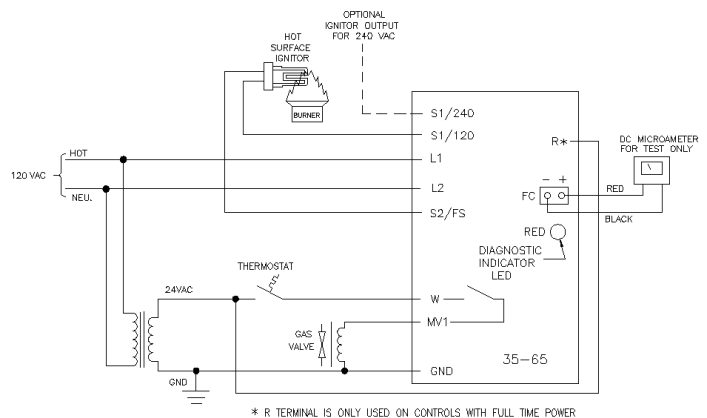 OPTIONAL
IGNITOR OUTPUT
FOR 240 VAC
HOT
SURFACE
IGNITOR
BURNER
S1/240
S1/120
R*
DC MICROAMETER
FOR TEST ONLY
HOT
L1
120 VAC
NEU.
L2
- +
FC
RED
BLACK
S2/FS
RED
DIAGNOSTIC
INDICATOR
LED
THERMOSTAT
24VAC
W
MV1
GAS
VALVE
35-65
GND
GND
* R TERMINAL IS ONLY USED ON CONTROLS WITH FULL TIME POWER